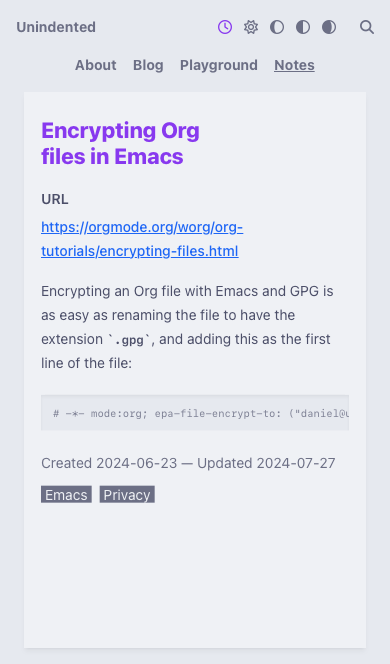 Unindented
About Blog Playground Notes
Encrypting Org
files in Emacs
URL
https://orgmode.org/worg/org-
tutorials/encrypting-files.html
Encrypting an Org file with Emacs and GPG is
as easy as renaming the file to have the
extension `.gpg`, and adding this as the first
line of the file:
# -*- mode:org; epa-file-encrypt-to: ("daniel@
Created 2024-06-23 — Updated 2024-07-27
Emacs Privacy